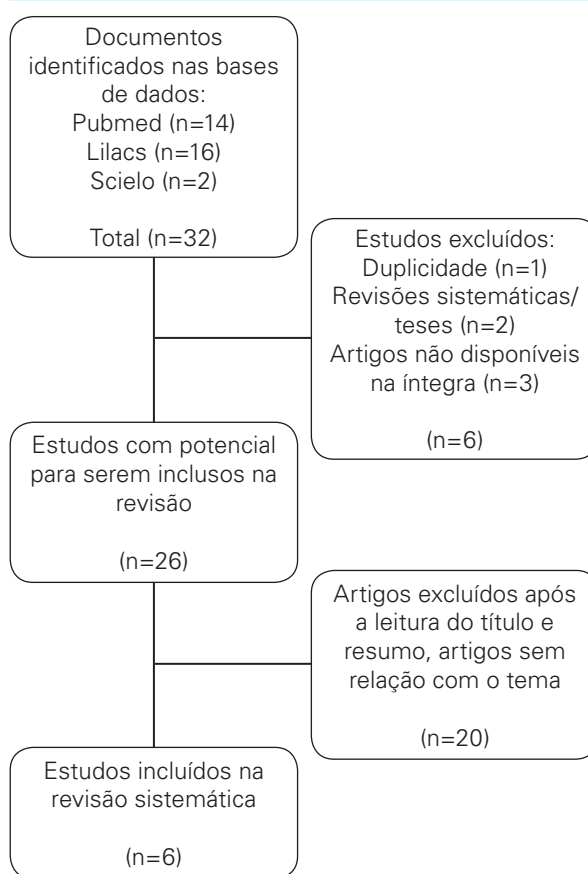 Documentos
identificados nas bases
de dados:
Pubmed (n=14)
Lilacs (n=16)
Scielo (n=2)
Total (n=32)
Estudos excluídos:
Duplicidade (n=1)
Revisões sistemáticas/
teses (n=2)
Artigos não disponíveis
na íntegra (n=3)
(n=6)
Estudos com potencial
para serem inclusos na
revisão
(n=26)
Artigos excluídos após
a leitura do título e
resumo, artigos sem
relação com o tema
(n=20)
Estudos incluídos na
revisão sistemática
(n=6)